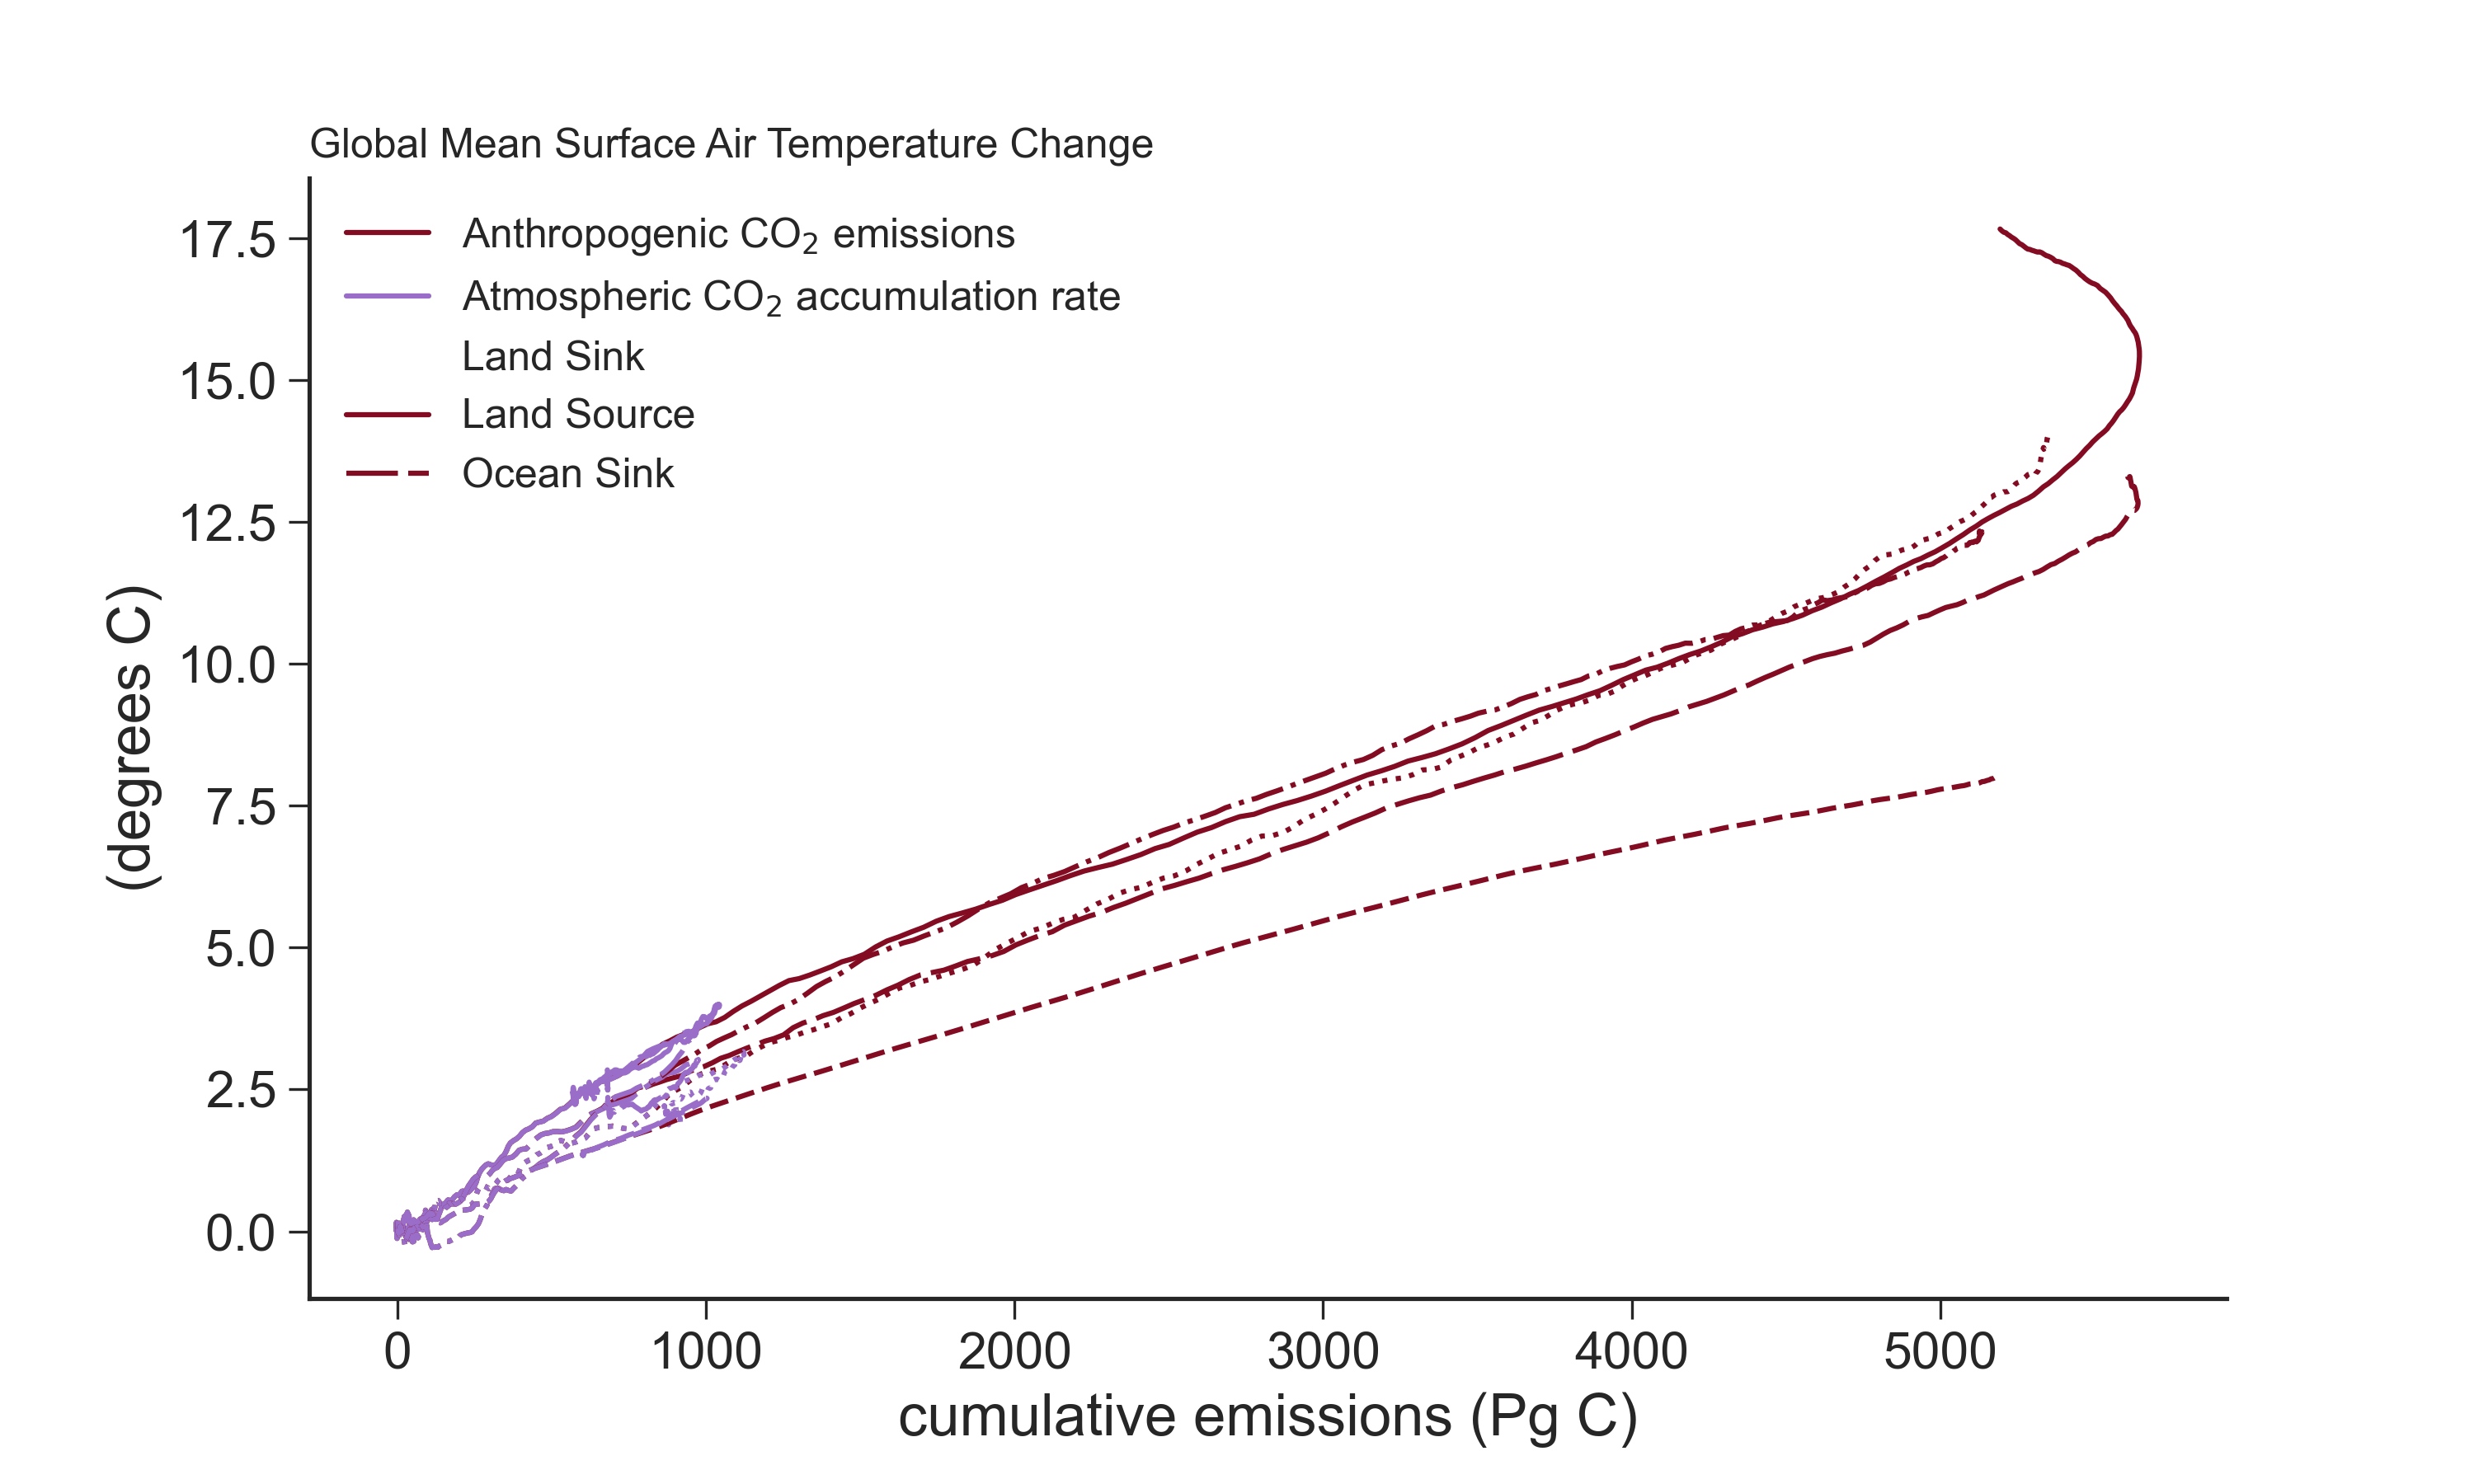 Global Mean Surface Air Temperature Change
Anthropogenic CO₂ emissions
Atmospheric CO₂ accumulation rate
Land Sink
Land Source
Ocean Sink
17.5
15.0
12.5
10.0
7.5
5.0
2.5
0.0
(degrees C)
0 1000 2000 3000 4000 5000
cumulative emissions (Pg C)